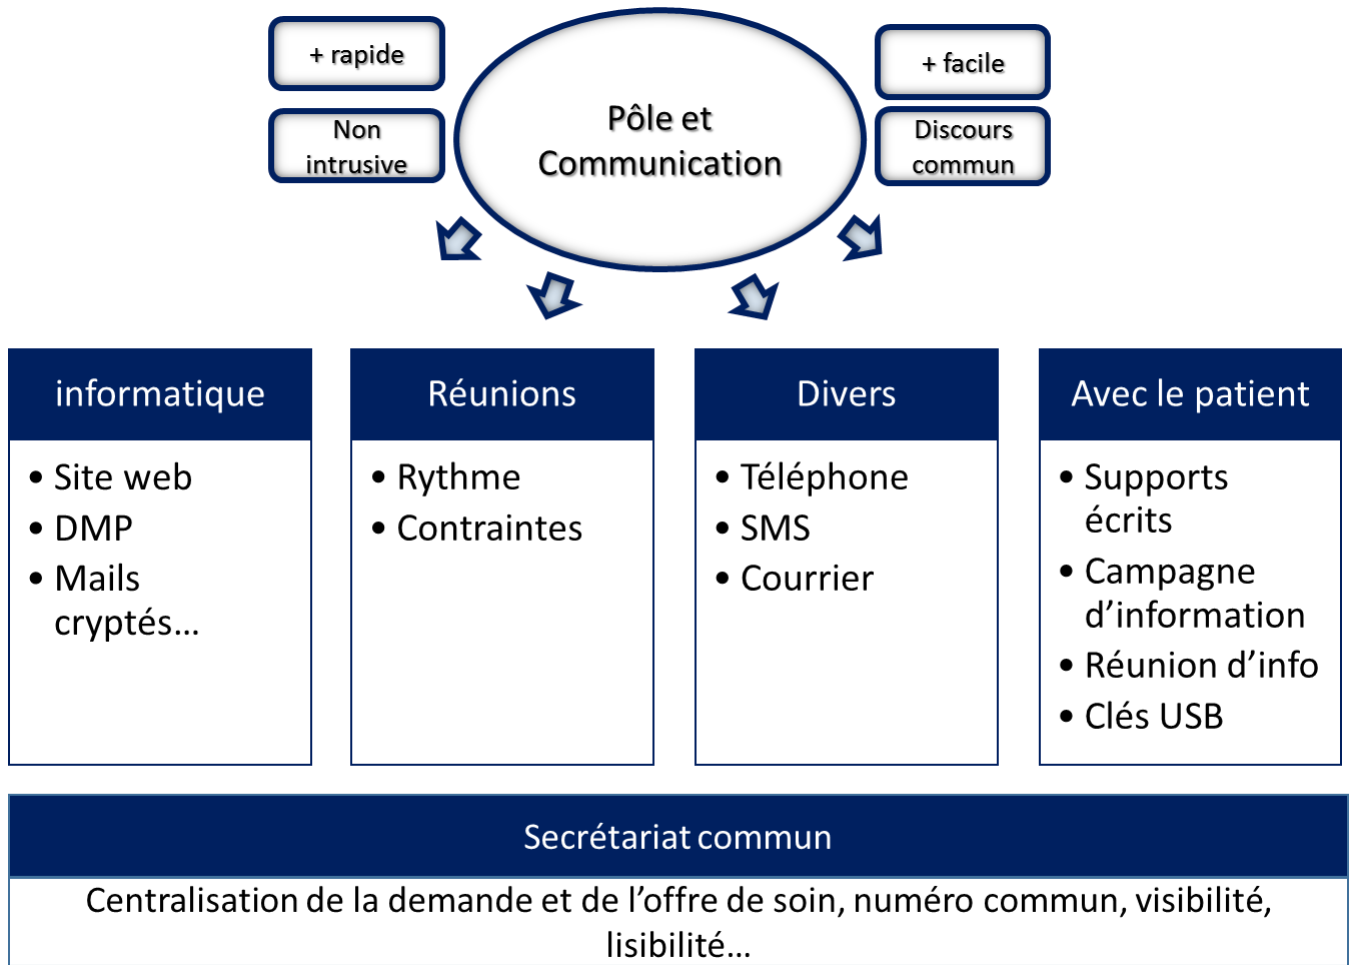 + rapide
Non
intrusive
Pôle et
Communication
+ facile
Discours
commun
informatique
• Site web
• DMP
• Mails
cryptés…
Réunions
• Rythme
• Contraintes
Divers
• Téléphone
• SMS
• Courrier
Avec le patient
• Supports
écrits
• Campagne
d’information
• Réunion d’info
• Clés USB
Secrétariat commun
Centralisation de la demande et de l’offre de soin, numéro commun, visibilité,
lisibilité…